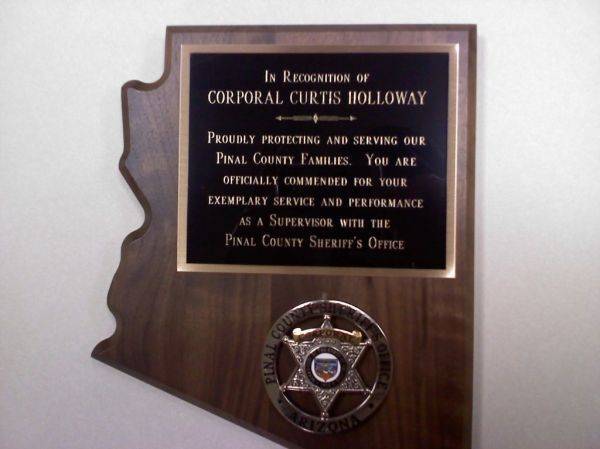 In Recognition of
CORPORAL CURTIS HOLLOWAY
Proudly protecting and serving our
Pinal County Families. You are
officially commended for your
exemplary service and performance
as a Supervisor with the
Pinal County Sheriff's Office
PINAL COUNTY SHERIFF'S OFFICE
ARIZONA